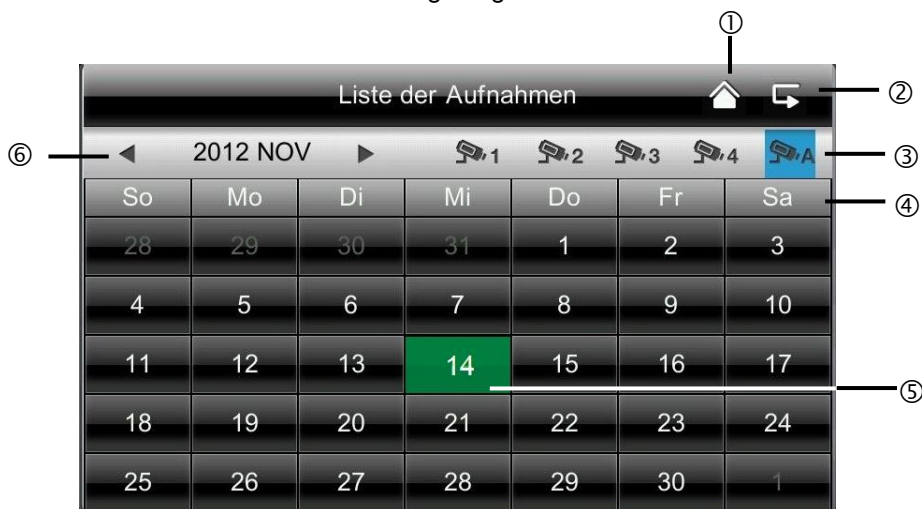 ①
Liste der Aufnahmen ②
⑥ 2012 NOV 1 2 3 4 A ③
So Mo Di Mi Do Fr Sa ④
28 29 30 31 1 2 3
4 5 6 7 8 9 10
11 12 13 14 15 16 17 ⑤
18 19 20 21 22 23 24
25 26 27 28 29 30 1